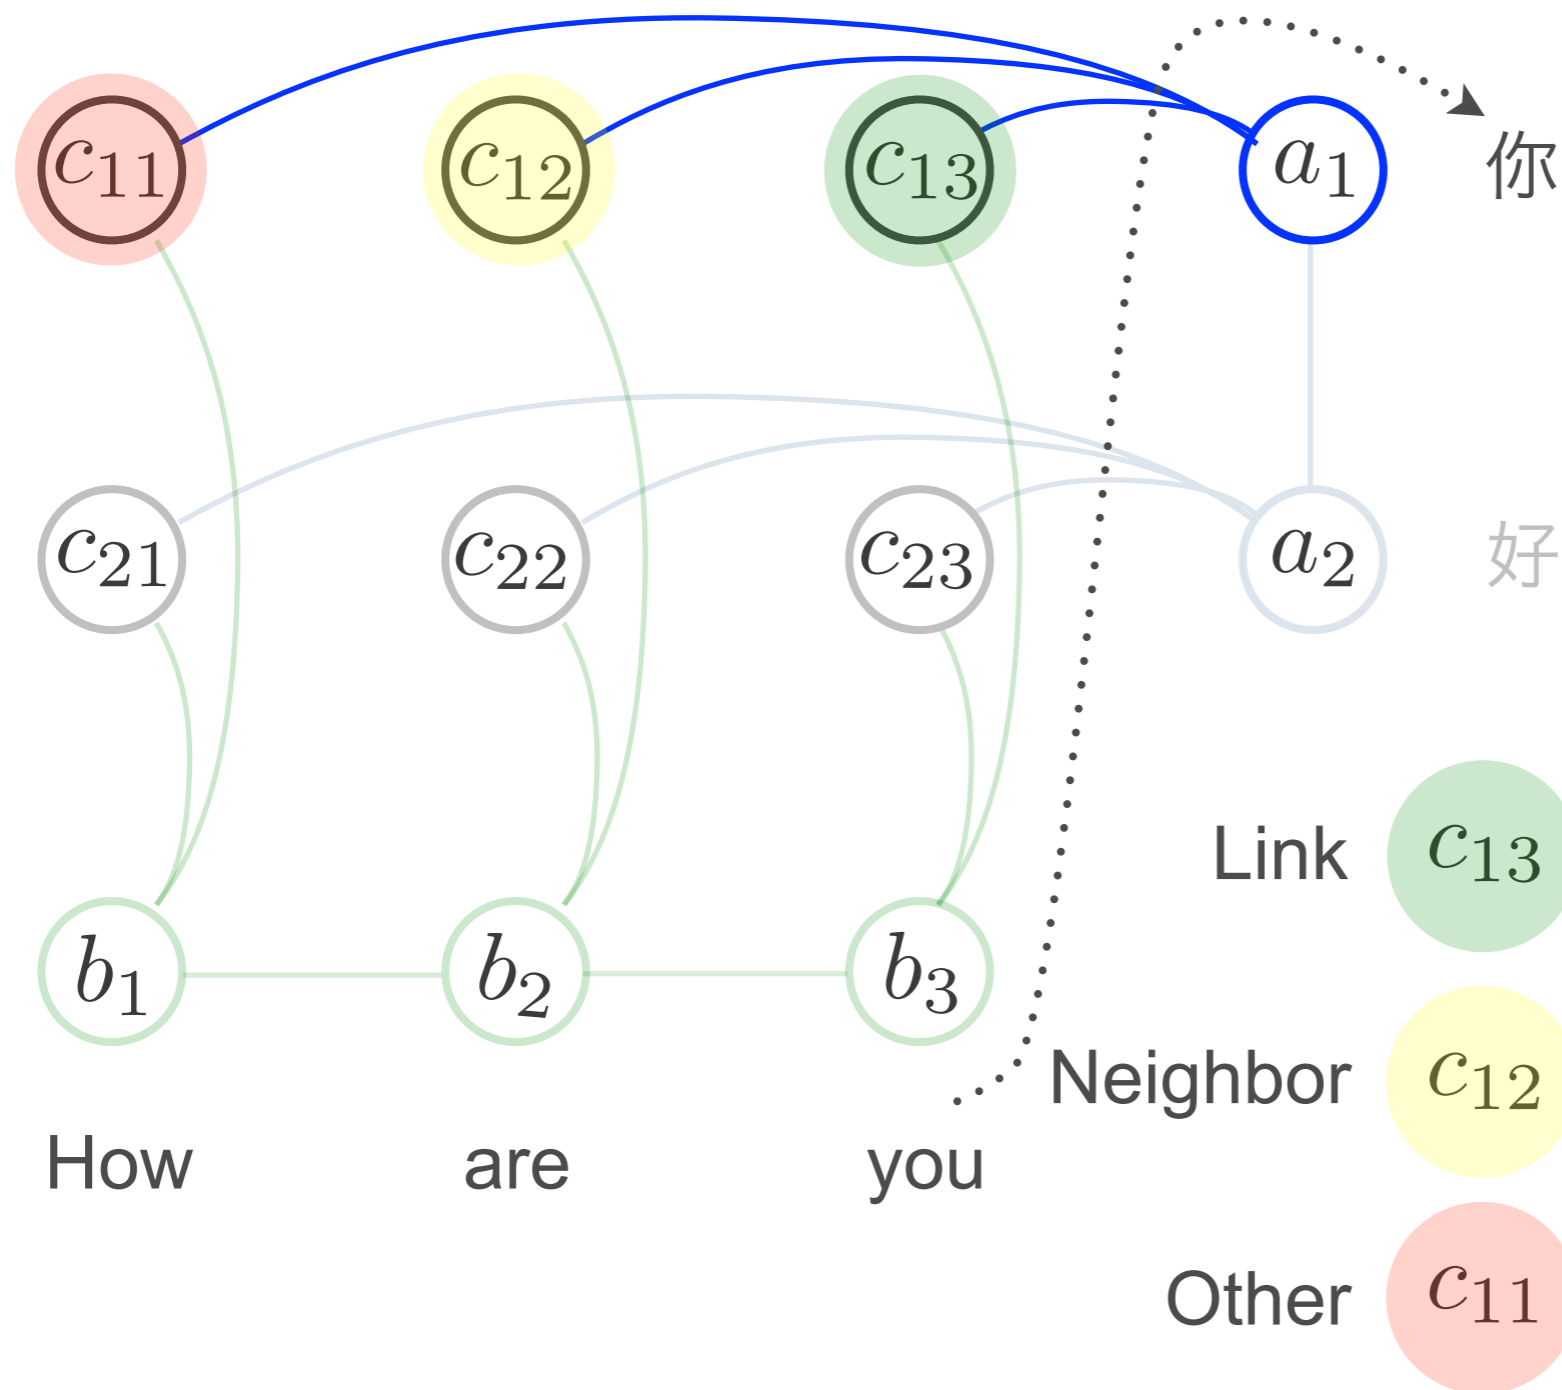 c11 c12 c13 a1 你
c21 c22 c23 a2 好
Link c13
b1 b2 b3
Neighbor c12
How are you
Other c11